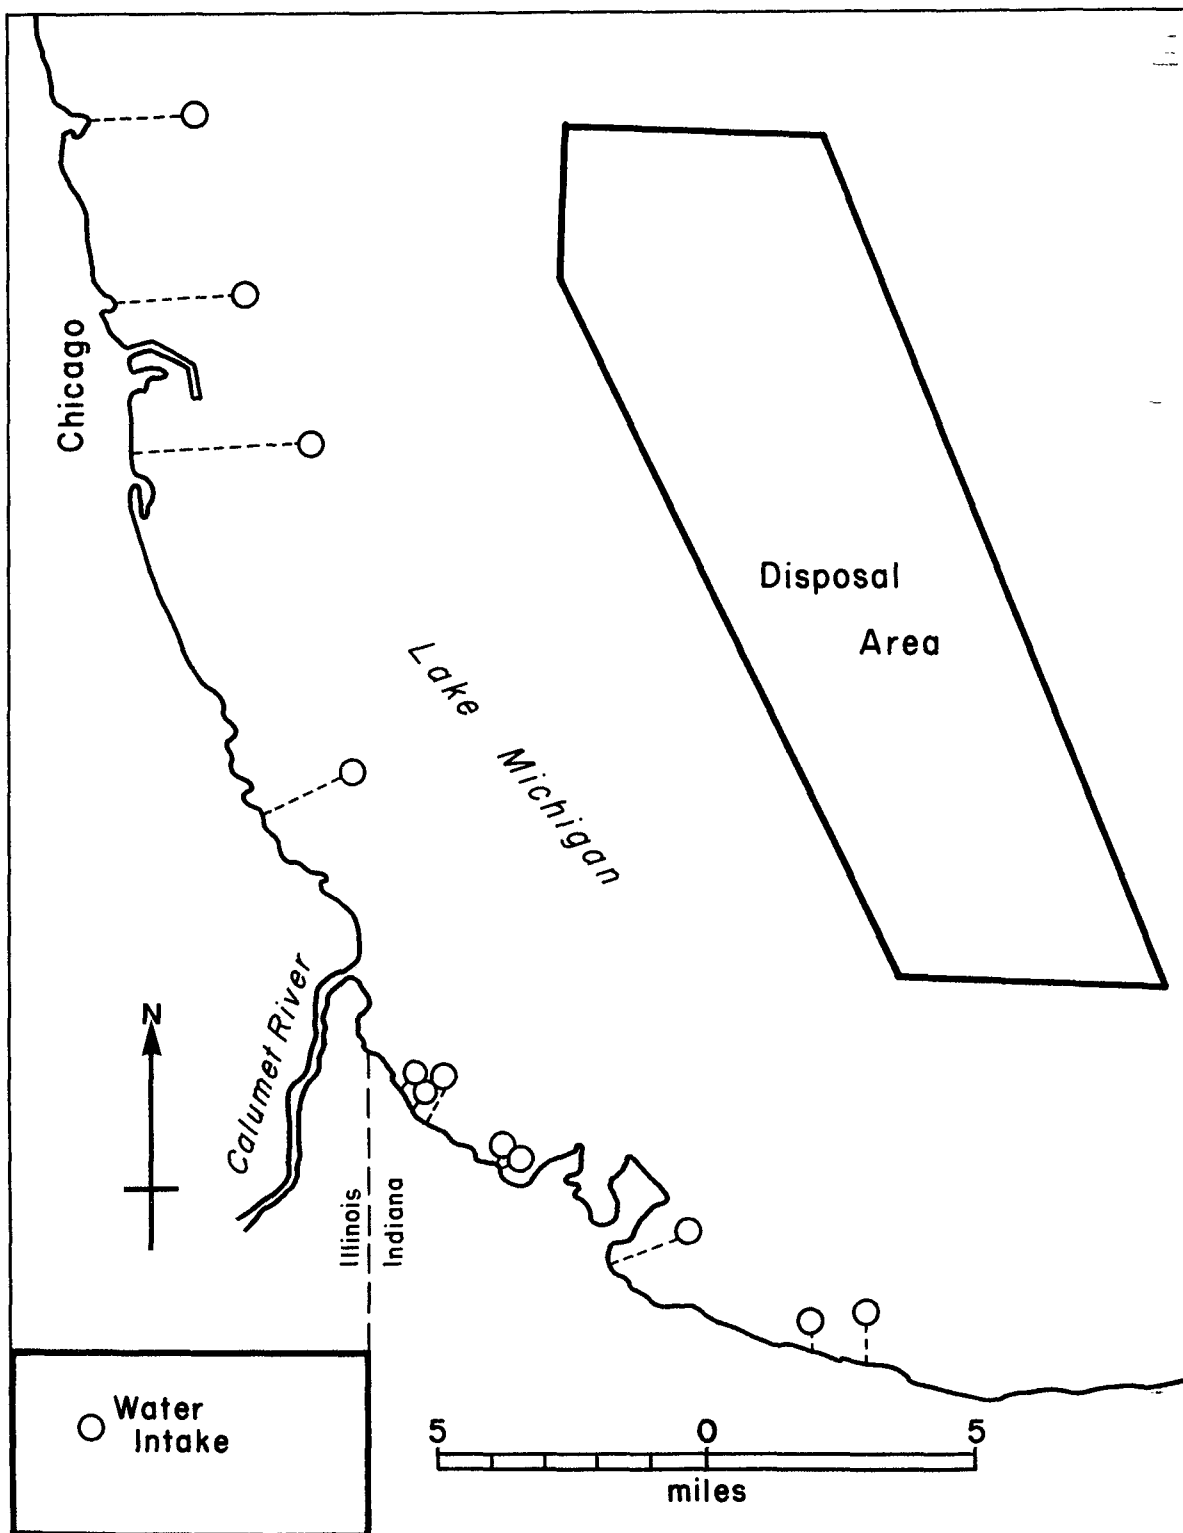 Chicago
Disposal
Area
Lake Michigan
N
Calumet River
Illinois
Indiana
Water
Intake
5 0 5
miles